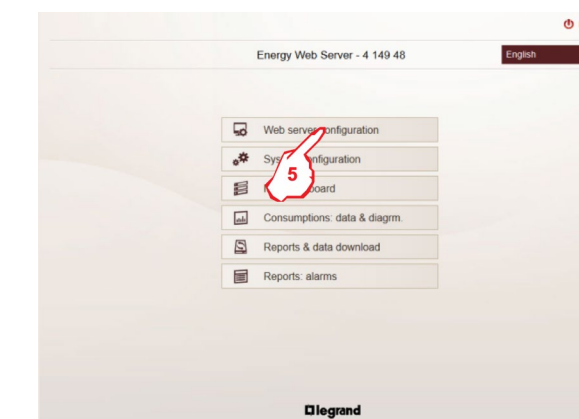 Energy Web Server - 4 149 48
English
Web server configuration
5
board
Consumptions: data & diagrm.
Reports & data download
Reports: alarms
legrand